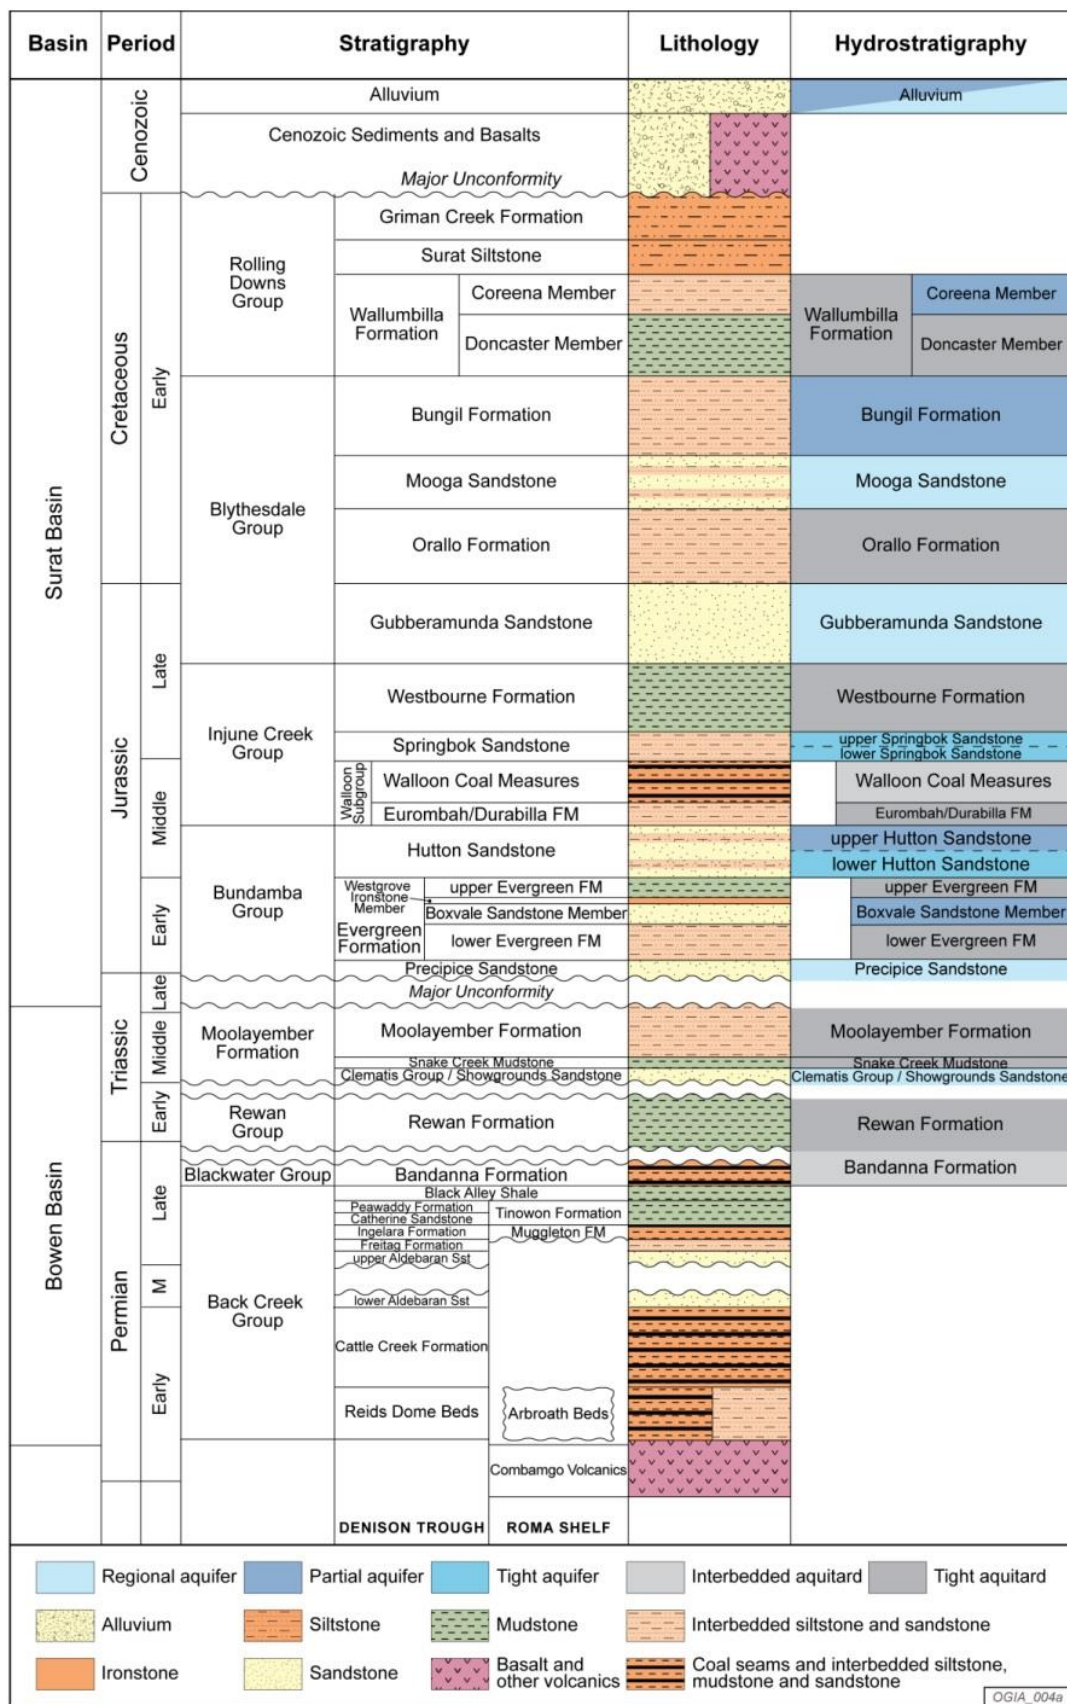 Basin Period Stratigraphy Lithology Hydrostratigraphy
Surat Basin
Bowen Basin
Cenozoic
Cretaceous
Early
Jurassic
Late
Middle
Early
Triassic
Late
Middle
Early
Permian
Late
M
Early
Alluvium
Alluvium
Cenozoic Sediments and Basalts
Major Unconformity
Rolling
Downs
Group
Griman Creek Formation
Surat Siltstone
Wallumbilla
Formation
Coreena Member
Doncaster Member
Wallumbilla
Formation
Coreena Member
Doncaster Member
Blythesdale
Group
Bungil Formation
Bungil Formation
Mooga Sandstone
Mooga Sandstone
Orallo Formation
Orallo Formation
Gubberamunda Sandstone
Gubberamunda Sandstone
Injune Creek
Group
Westbourne Formation
Westbourne Formation
Springbok Sandstone
upper Springbok Sandstone
lower Springbok Sandstone
Walloon
Subgroup
Walloon Coal Measures
Walloon Coal Measures
Eurombah/Durabilla FM
Eurombah/Durabilla FM
Bundamba
Group
Hutton Sandstone
upper Hutton Sandstone
lower Hutton Sandstone
Westgrove
Ironstone
Member
Evergreen
Formation
upper Evergreen FM
upper Evergreen FM
Boxvale Sandstone Member
Boxvale Sandstone Member
lower Evergreen FM
lower Evergreen FM
Precipice Sandstone
Precipice Sandstone
Major Unconformity
Moolayember
Formation
Moolayember Formation
Moolayember Formation
Snake Creek Mudstone
Snake Creek Mudstone
Clematis Group / Showgrounds Sandstone
Clematis Group / Showgrounds Sandstone
Rewan
Group
Rewan Formation
Rewan Formation
Blackwater Group
Bandanna Formation
Bandanna Formation
Back Creek
Group
Black Alley Shale
Peawaddy Formation
Catherine Sandstone
Tinowon Formation
Ingelara Formation
Muggleton FM
Freitag Formation
upper Aldebaran Sst
lower Aldebaran Sst
Cattle Creek Formation
Reids Dome Beds
Arbroath Beds
Combamgo Volcanics
DENISON TROUGH
ROMA SHELF
Regional aquifer
Partial aquifer
Tight aquifer
Interbedded aquitard
Tight aquitard
Alluvium
Siltstone
Mudstone
Interbedded siltstone and sandstone
Ironstone
Sandstone
Basalt and
other volcanics
Coal seams and interbedded siltstone,
mudstone and sandstone
OGIA_004a